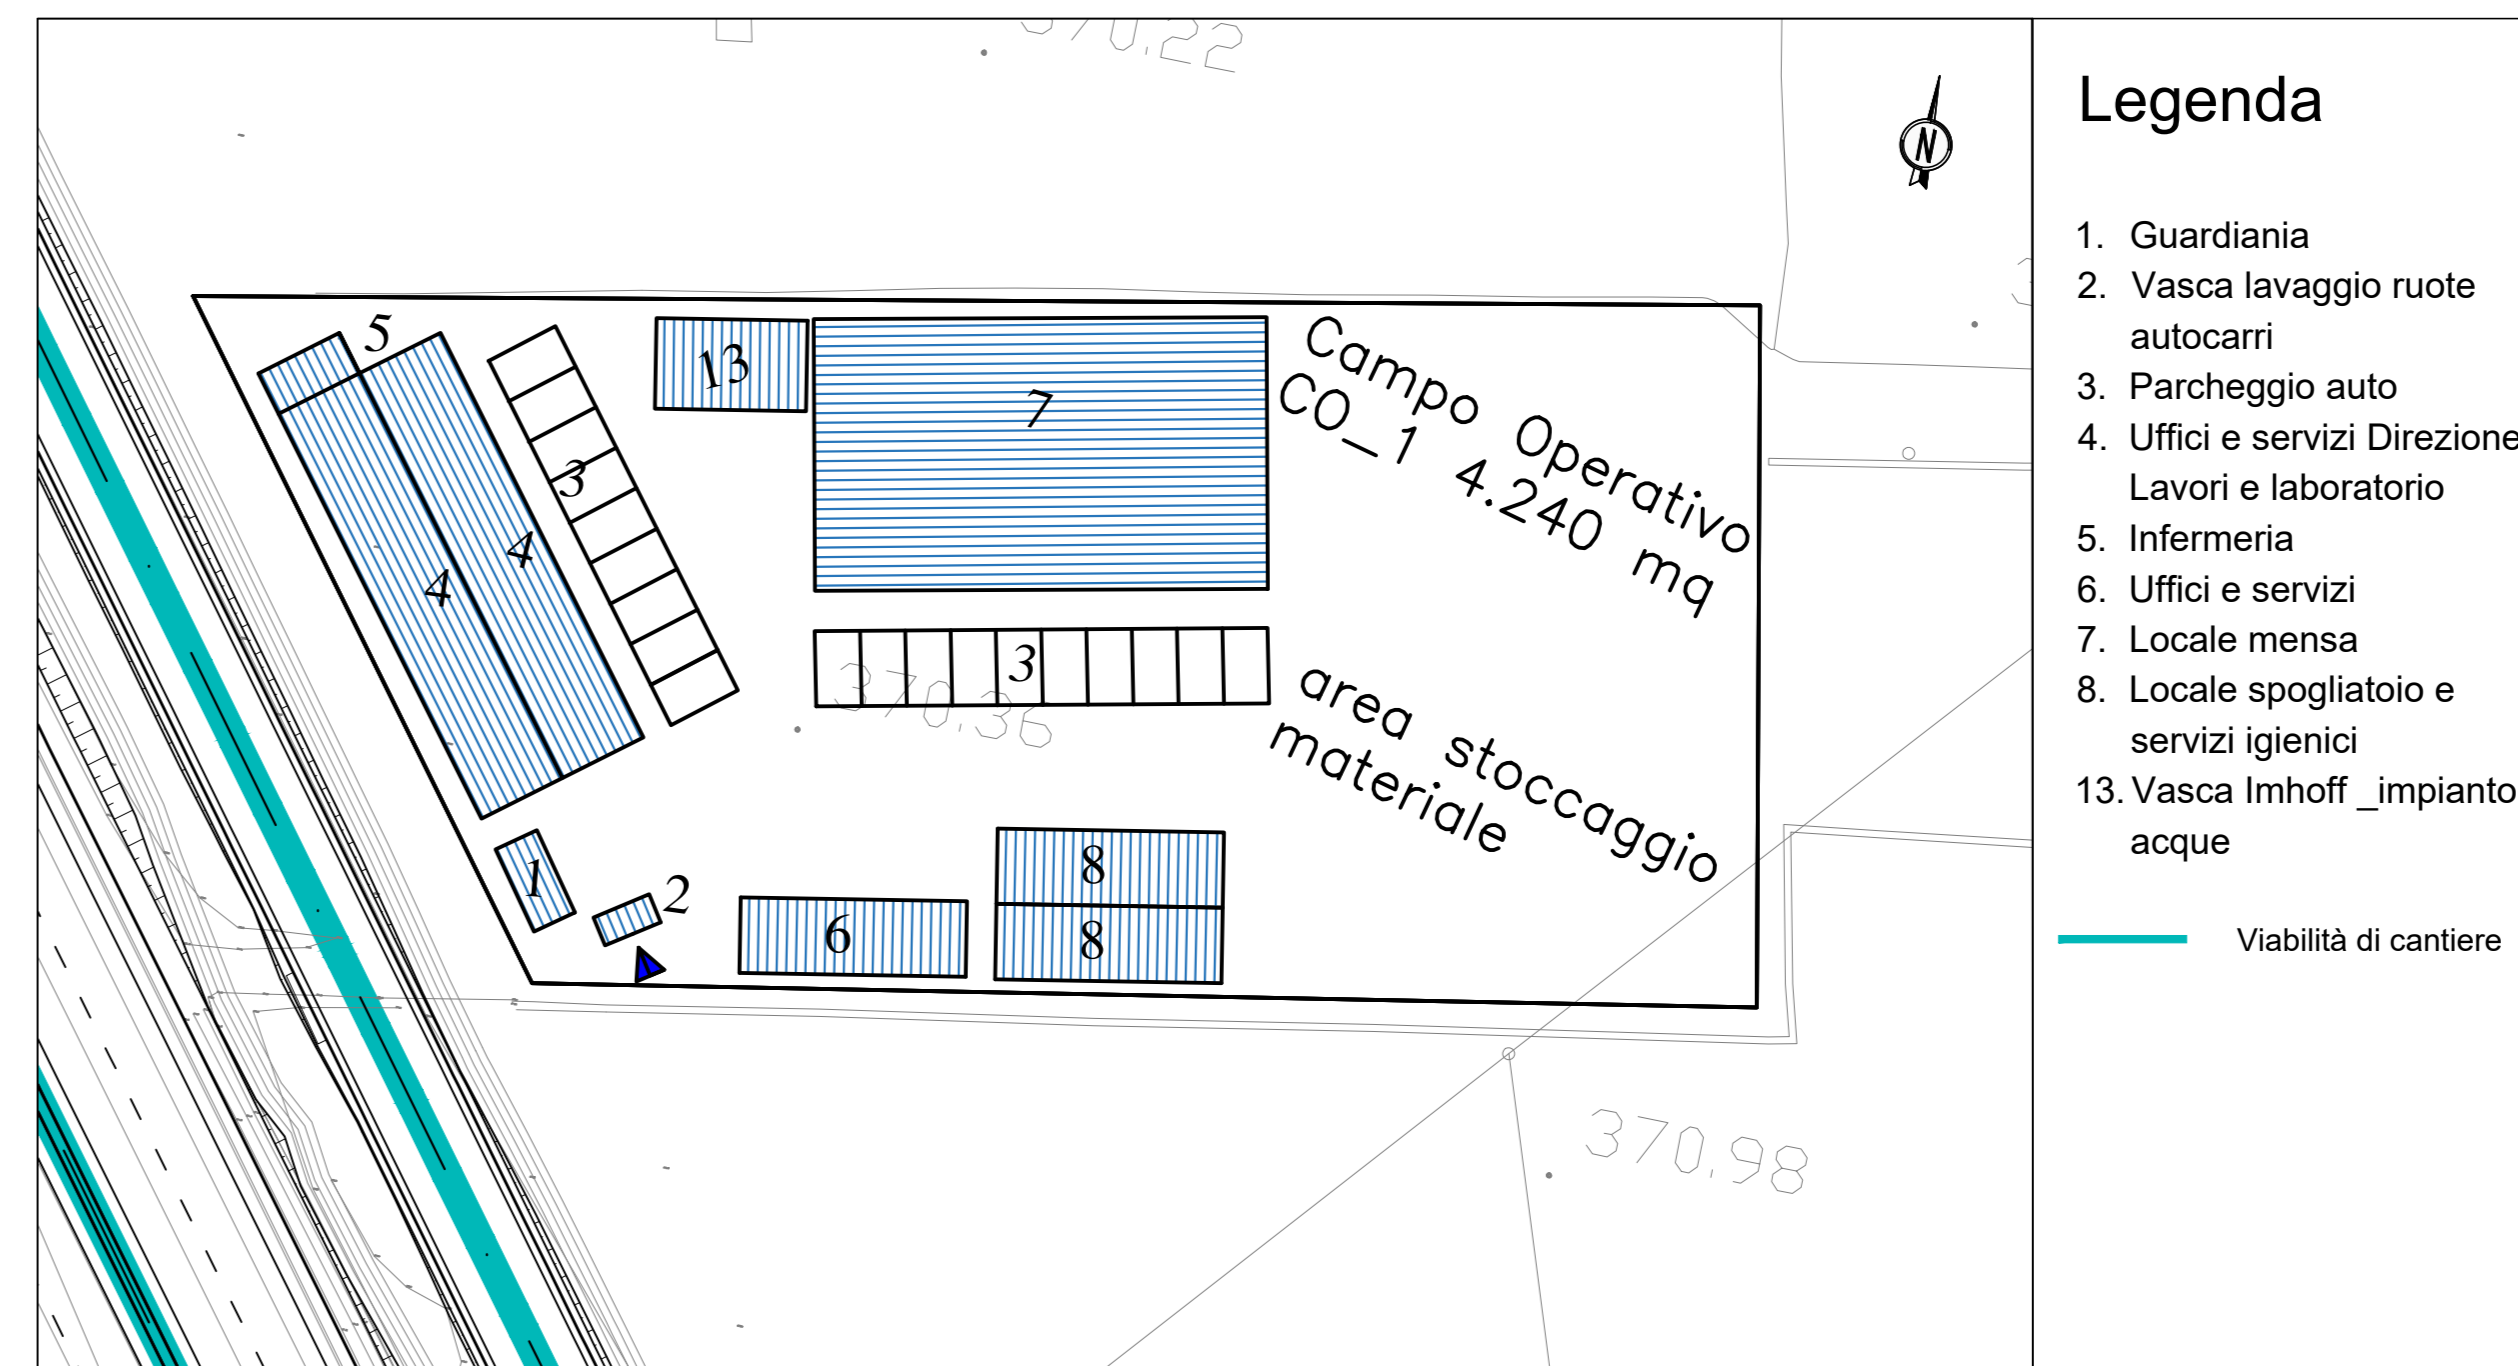 370.22
N
5
13
7
3
4
4
3
1
2
6
8
8
Campo Operativo
CO_1 4.240 mq
area stoccaggio
materiale
370.36
370.98
Legenda
1. Guardiania
2. Vasca lavaggio ruote
autocarri
3. Parcheggio auto
4. Uffici e servizi Direzione
Lavori e laboratorio
5. Infermeria
6. Uffici e servizi
7. Locale mensa
8. Locale spogliatoio e
servizi igienici
13. Vasca Imhoff _impianto
acque
Viabilità di cantiere